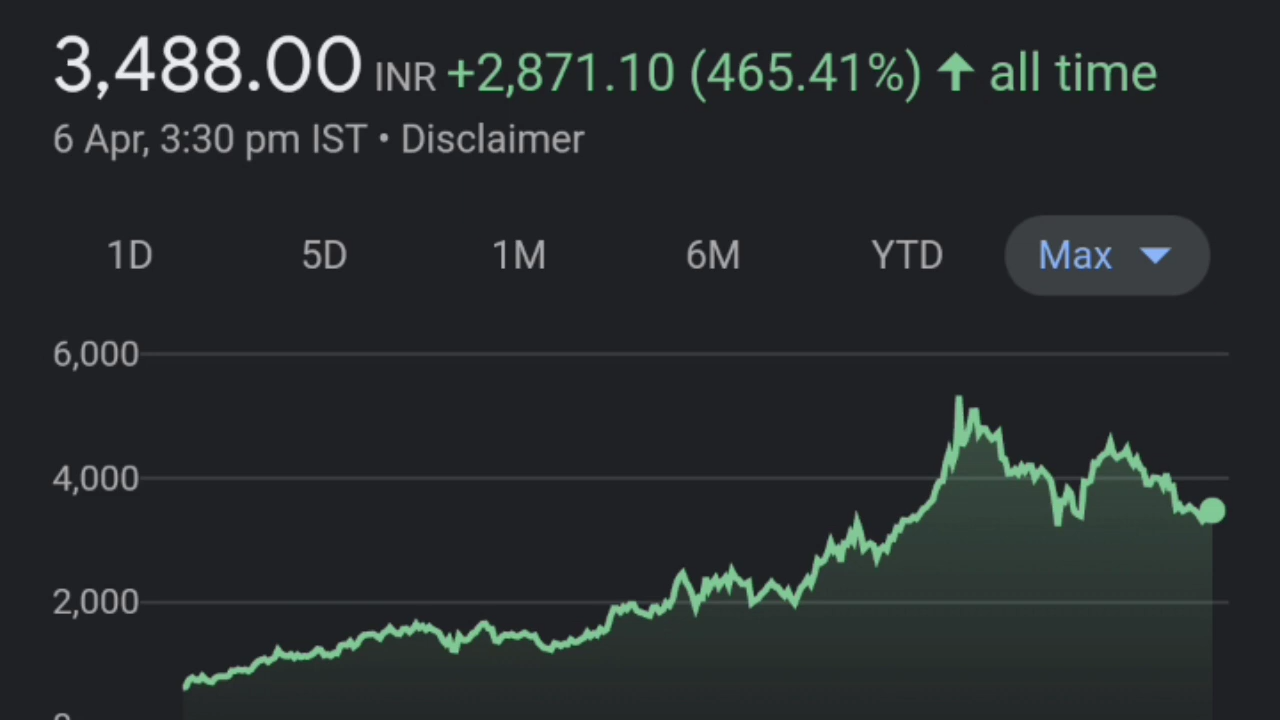 3,488.00 INR +2,871.10 (465.41%) ↑ all time
6 Apr, 3:30 pm IST • Disclaimer
1D 5D 1M 6M YTD Max
6,000
4,000
2,000